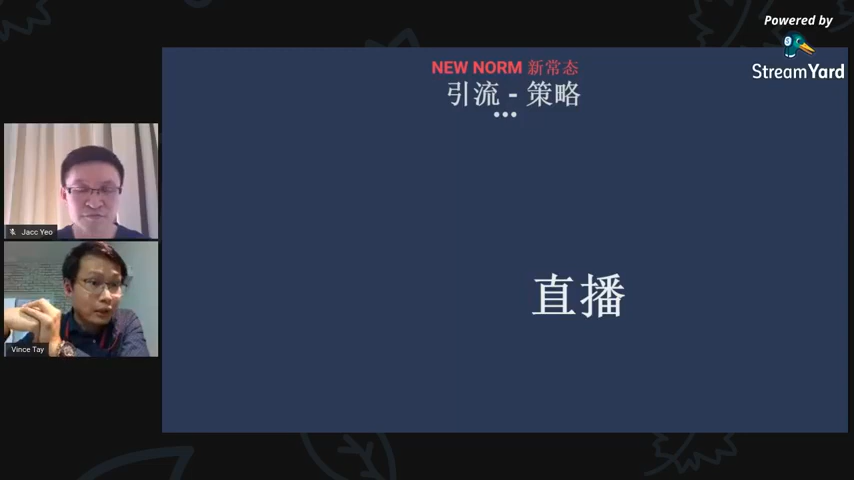 Powered by
StreamYard
NEW NORM 新常态
引流 - 策略
直播
Jacc Yeo
Vince Tay